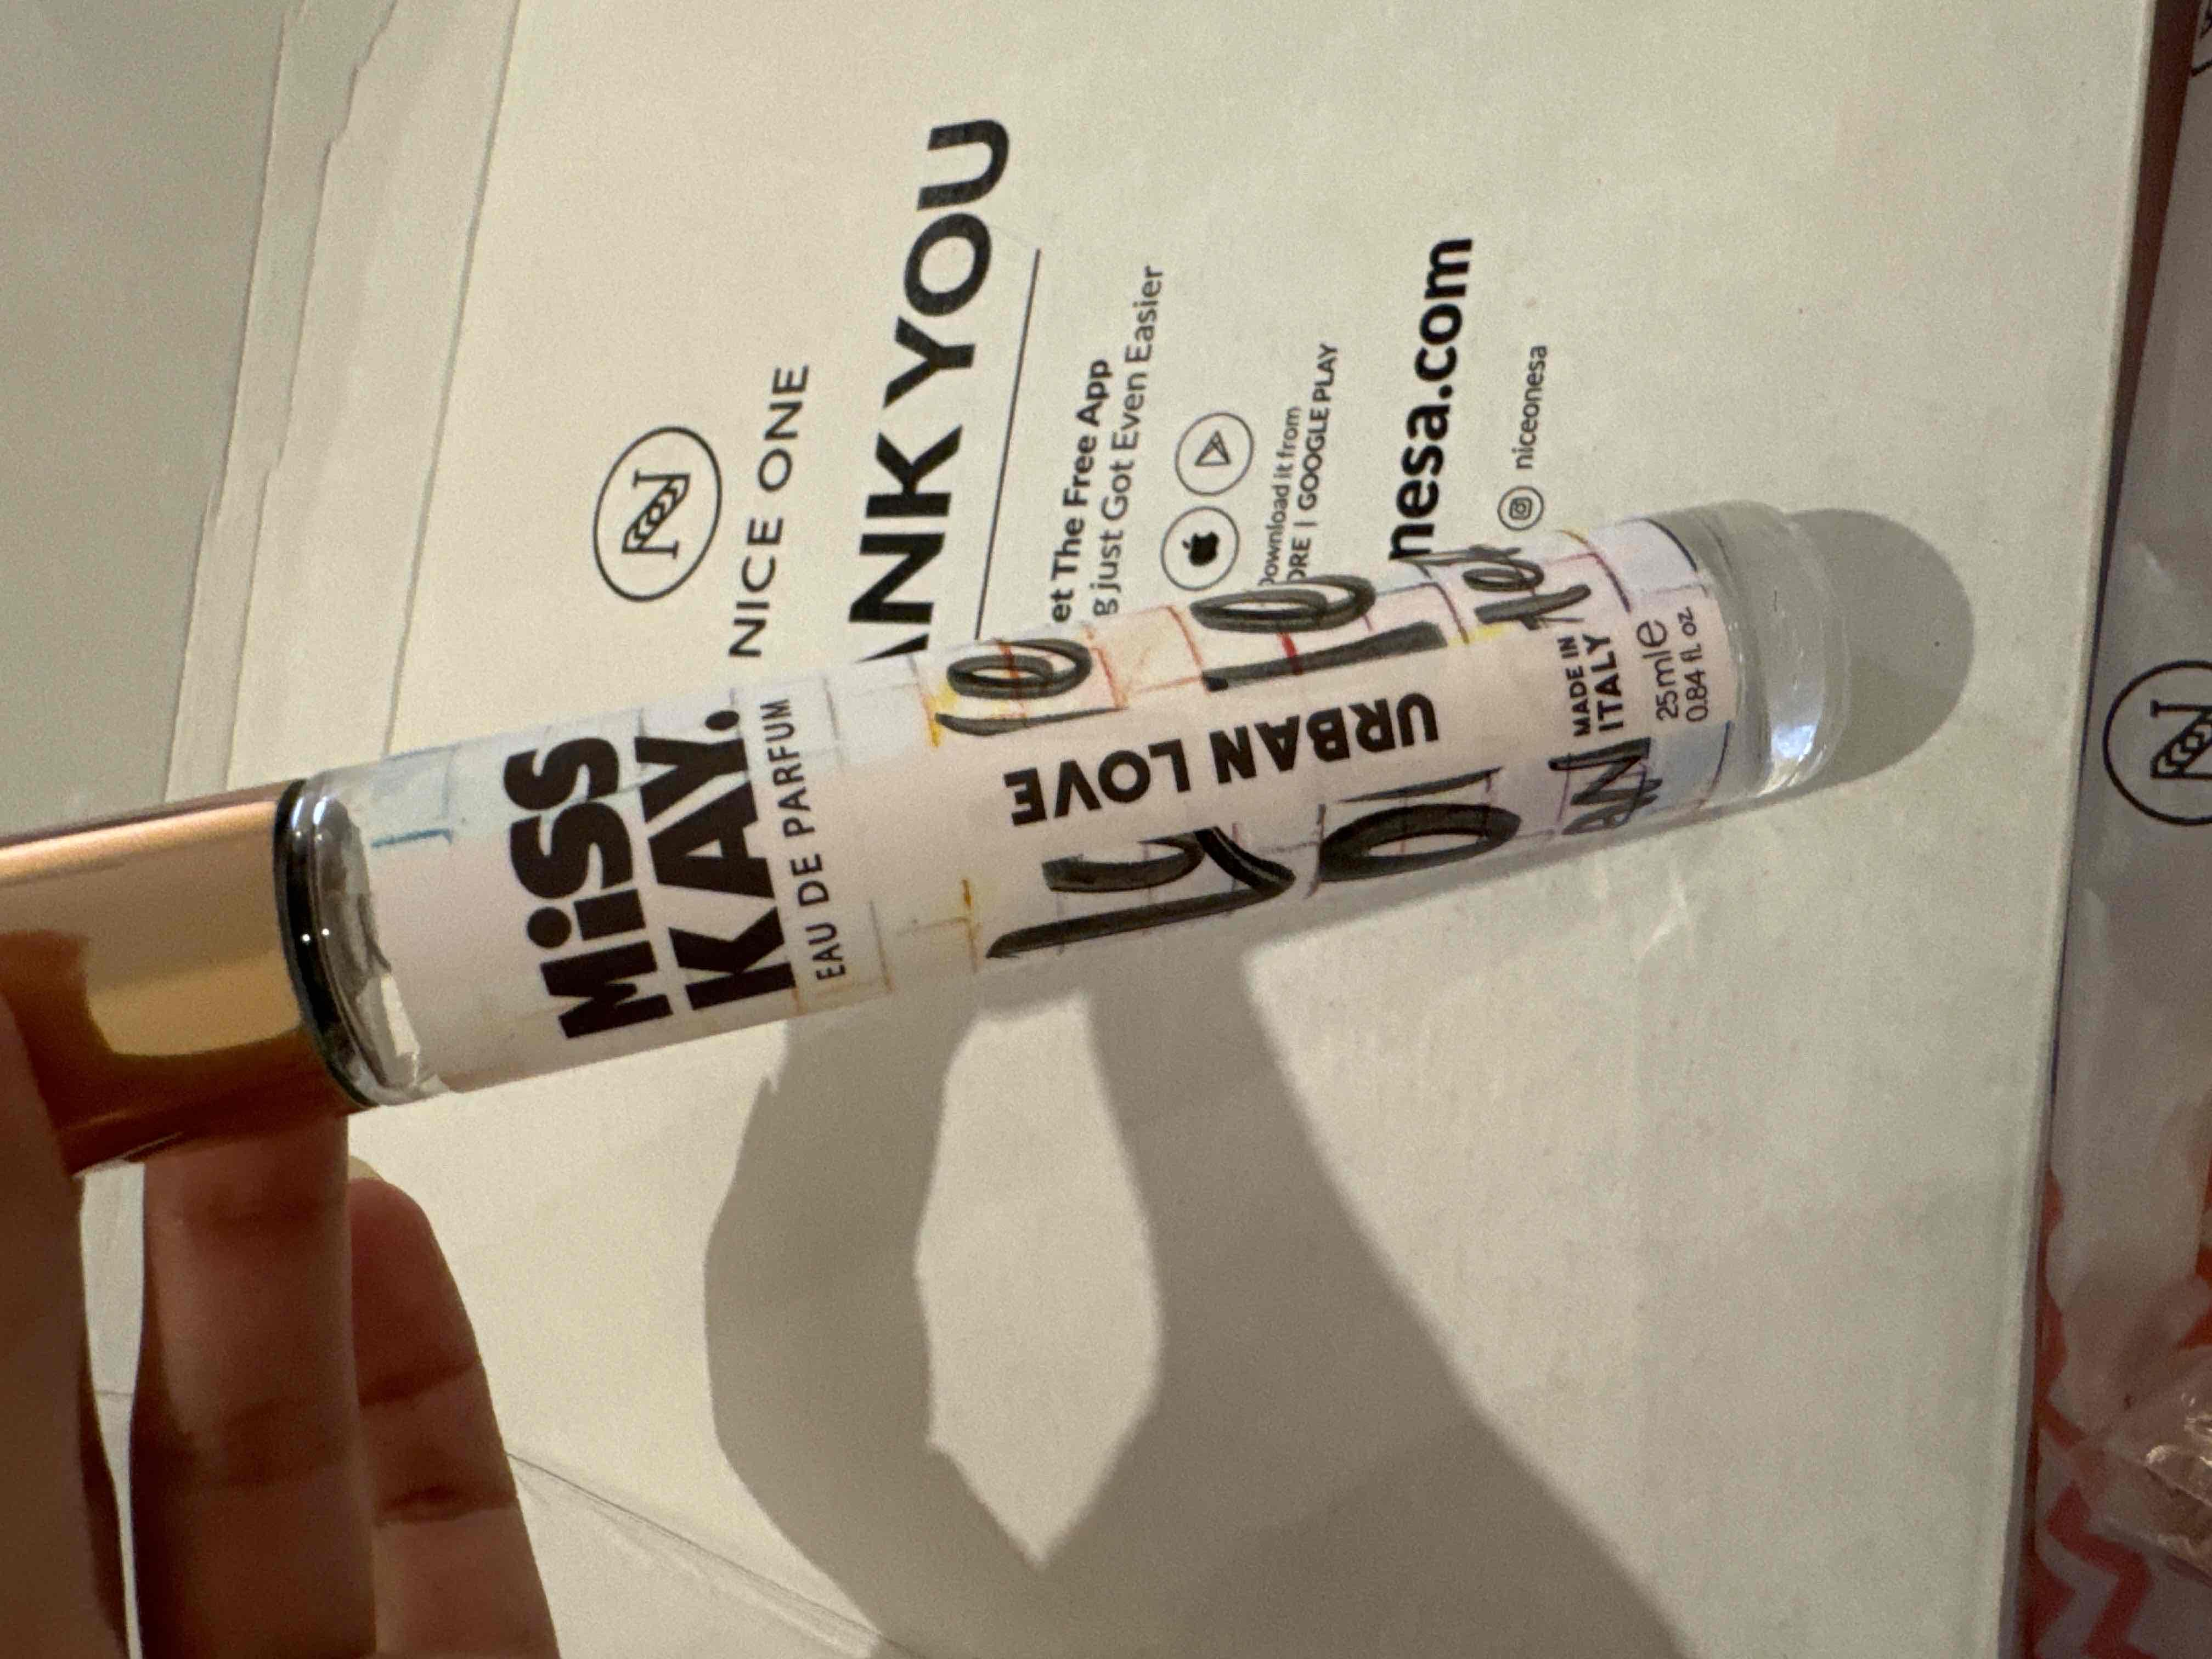 MiSS
KAY.
EAU DE PARFUM
URBAN LOVE
MADE IN
ITALY
25ml e
0.84 fl. oz
NICE ONE
ANK YOU
et The Free App
g just Got Even Easier
Download it from
ORE | GOOGLE PLAY
nesa.com
niceonesa